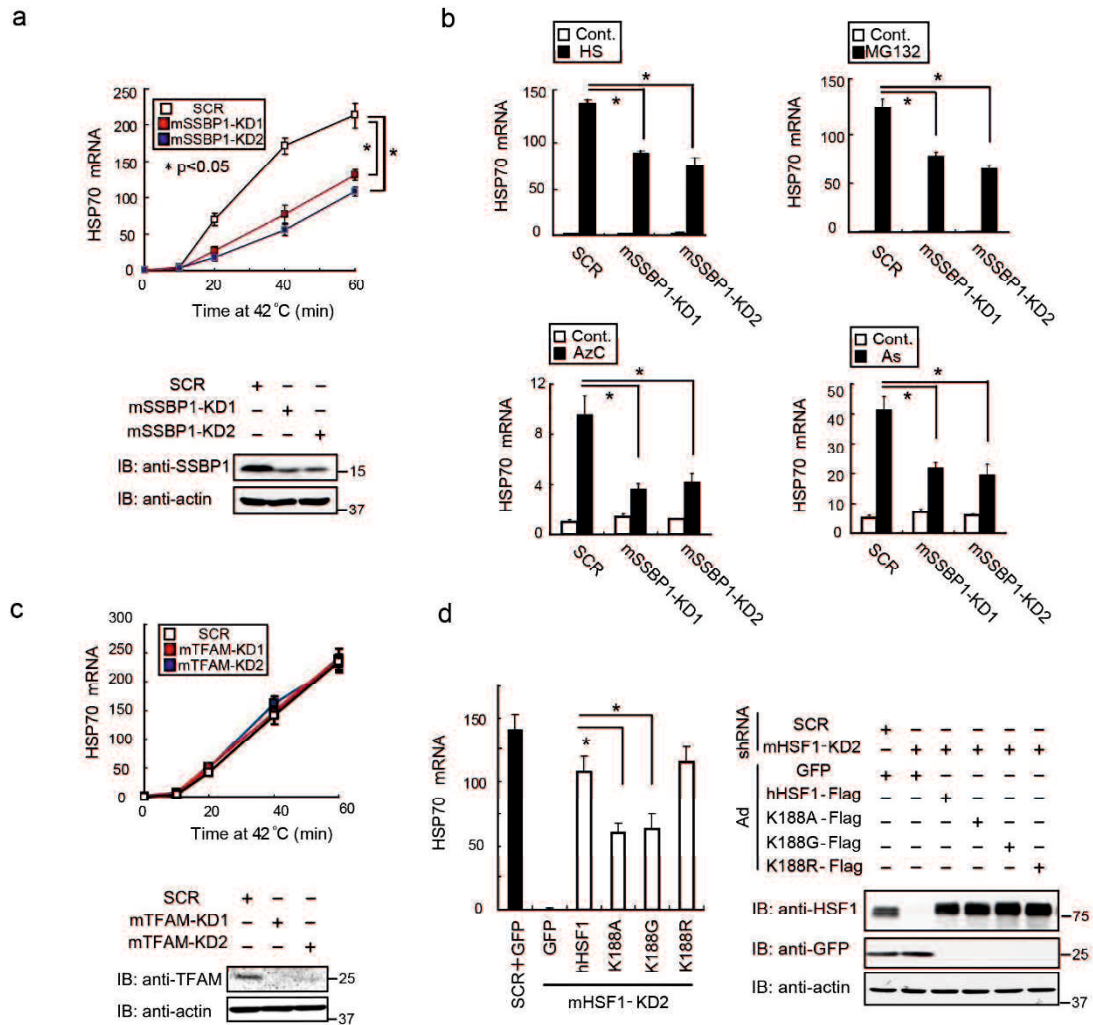 a
250
200
150
100
50
0
HSP70 mRNA
SCR
mSSBP1-KD1
mSSBP1-KD2
* p<0.05
*
*
0 20 40 60
Time at 42°C (min)
SCR + – –
mSSBP1-KD1 – + –
mSSBP1-KD2 – – +
IB: anti-SSBP1 –15
IB: anti-actin
–37
b
Cont.
HS
*
*
150
100
50
0
HSP70 mRNA
SCR
mSSBP1-KD1
mSSBP1-KD2
Cont.
MG132
*
*
150
100
50
0
HSP70 mRNA
SCR
mSSBP1-KD1
mSSBP1-KD2
Cont.
AzC
*
*
12
8
4
0
HSP70 mRNA
SCR
mSSBP1-KD1
mSSBP1-KD2
Cont.
As
*
*
50
40
30
20
10
0
HSP70 mRNA
SCR
mSSBP1-KD1
mSSBP1-KD2
c
300
250
200
150
100
50
0
HSP70 mRNA
SCR
mTFAM-KD1
mTFAM-KD2
0 20 40 60
Time at 42°C (min)
SCR + – –
mTFAM-KD1 – + –
mTFAM-KD2 – – +
IB: anti-TFAM –25
IB: anti-actin
–37
d
150
100
50
0
HSP70 mRNA
*
*
SCR+GFP
GFP
hHSF1
K188A
K188G
K188R
mHSF1-KD2
shRNA
SCR + – – – – –
mHSF1-KD2 – + + + + +
Ad
GFP + + – – – –
hHSF1-Flag – – + – – –
K188A-Flag – – – + – –
K188G-Flag – – – – + –
K188R-Flag – – – – – +
IB: anti-HSF1 –75
IB: anti-GFP –25
IB: anti-actin
–37